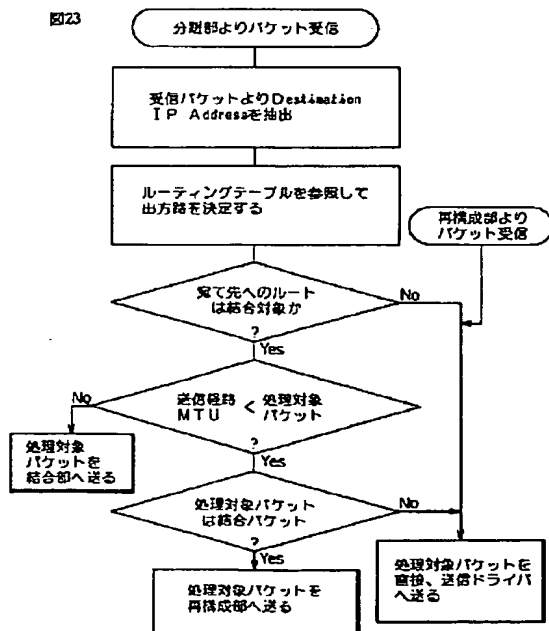 図23
分離部よりパケット受信
受信パケットよりDestination
IP Addressを抽出
ルーティングテーブルを参照して
出方路を決定する
再構成部より
パケット受信
宛て先へのルート
は結合対象か
?
No
Yes
送信経路 < 処理対象
MTU パケット
?
No
Yes
処理対象
パケットを
結合部へ送る
処理対象パケット
は結合パケット
?
No
Yes
処理対象パケットを
再構成部へ送る
処理対象パケットを
直接、送信ドライバ
へ送る